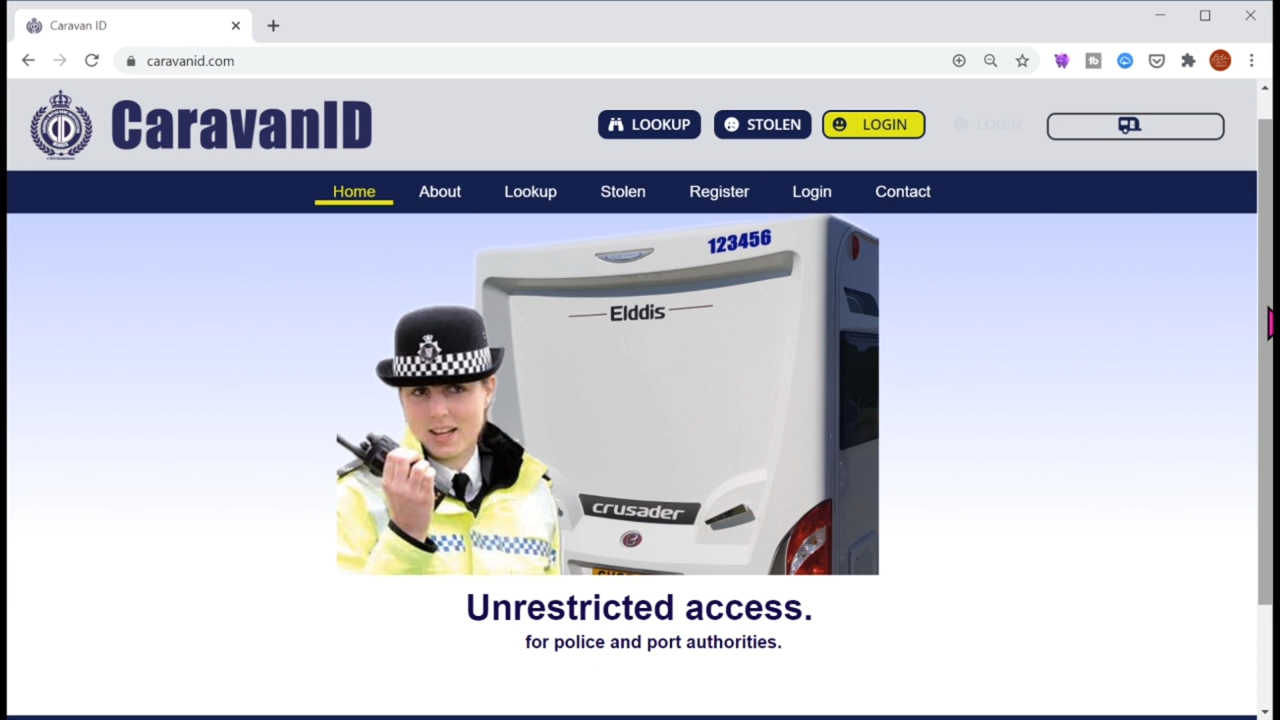 Caravan ID
caravanid.com
CaravanID
LOOKUP
STOLEN
LOGIN
LOGIN
Home
About
Lookup
Stolen
Register
Login
Contact
123456
Elddis
crusader
Unrestricted access.
for police and port authorities.